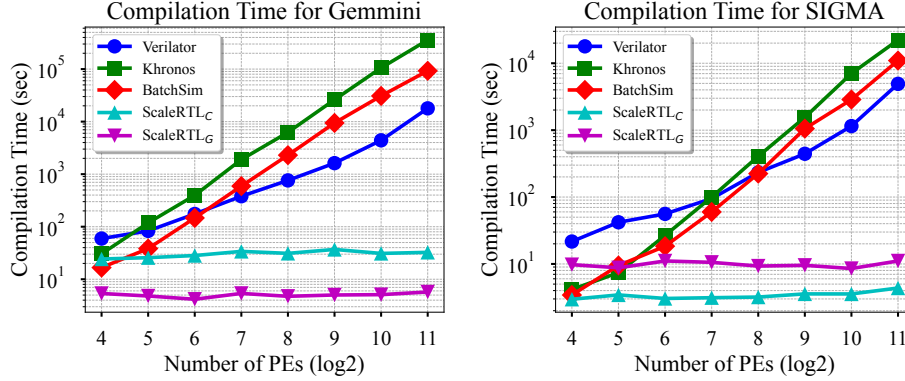 Compilation Time for Gemmini
Compilation Time (sec)
10^5
10^4
10^3
10^2
10^1
Verilator
Khronos
BatchSim
ScaleRTL_C
ScaleRTL_G
4 5 6 7 8 9 10 11
Number of PEs (log2)
Compilation Time for SIGMA
Compilation Time (sec)
10^4
10^3
10^2
10^1
Verilator
Khronos
BatchSim
ScaleRTL_C
ScaleRTL_G
4 5 6 7 8 9 10 11
Number of PEs (log2)